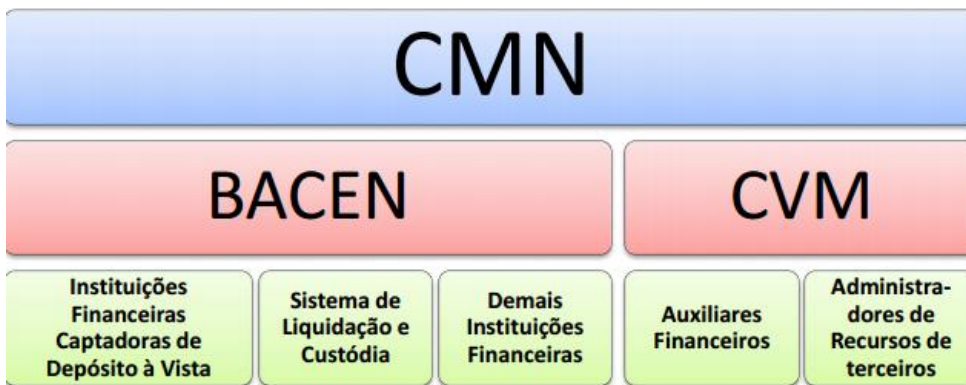 CMN
BACEN
CVM
Instituições
Financeiras
Captadoras de
Depósito à Vista
Sistema de
Liquidação e
Custódia
Demais
Instituições
Financeiras
Auxiliares
Financeiros
Administra-
dores de
Recursos de
terceiros